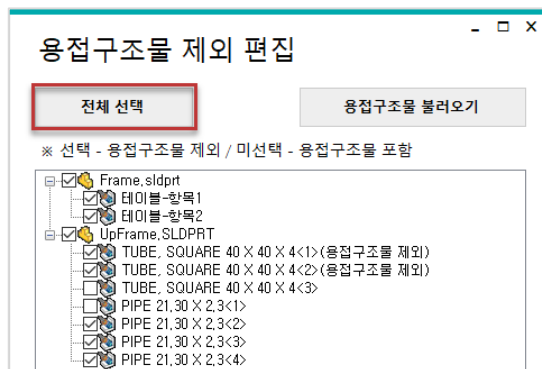 용접구조물 제외 편집
전체 선택
용접구조물 불러오기
※ 선택 - 용접구조물 제외 / 미선택 - 용접구조물 포함
Frame.sldprt
테이블-항목1
테이블-항목2
UpFrame.SLDPRT
TUBE, SQUARE 40 X 40 X 4<1>(용접구조물 제외)
TUBE, SQUARE 40 X 40 X 4<2>(용접구조물 제외)
TUBE, SQUARE 40 X 40 X 4<3>
PIPE 21.30 X 2.3<1>
PIPE 21.30 X 2.3<2>
PIPE 21.30 X 2.3<3>
PIPE 21.30 X 2.3<4>